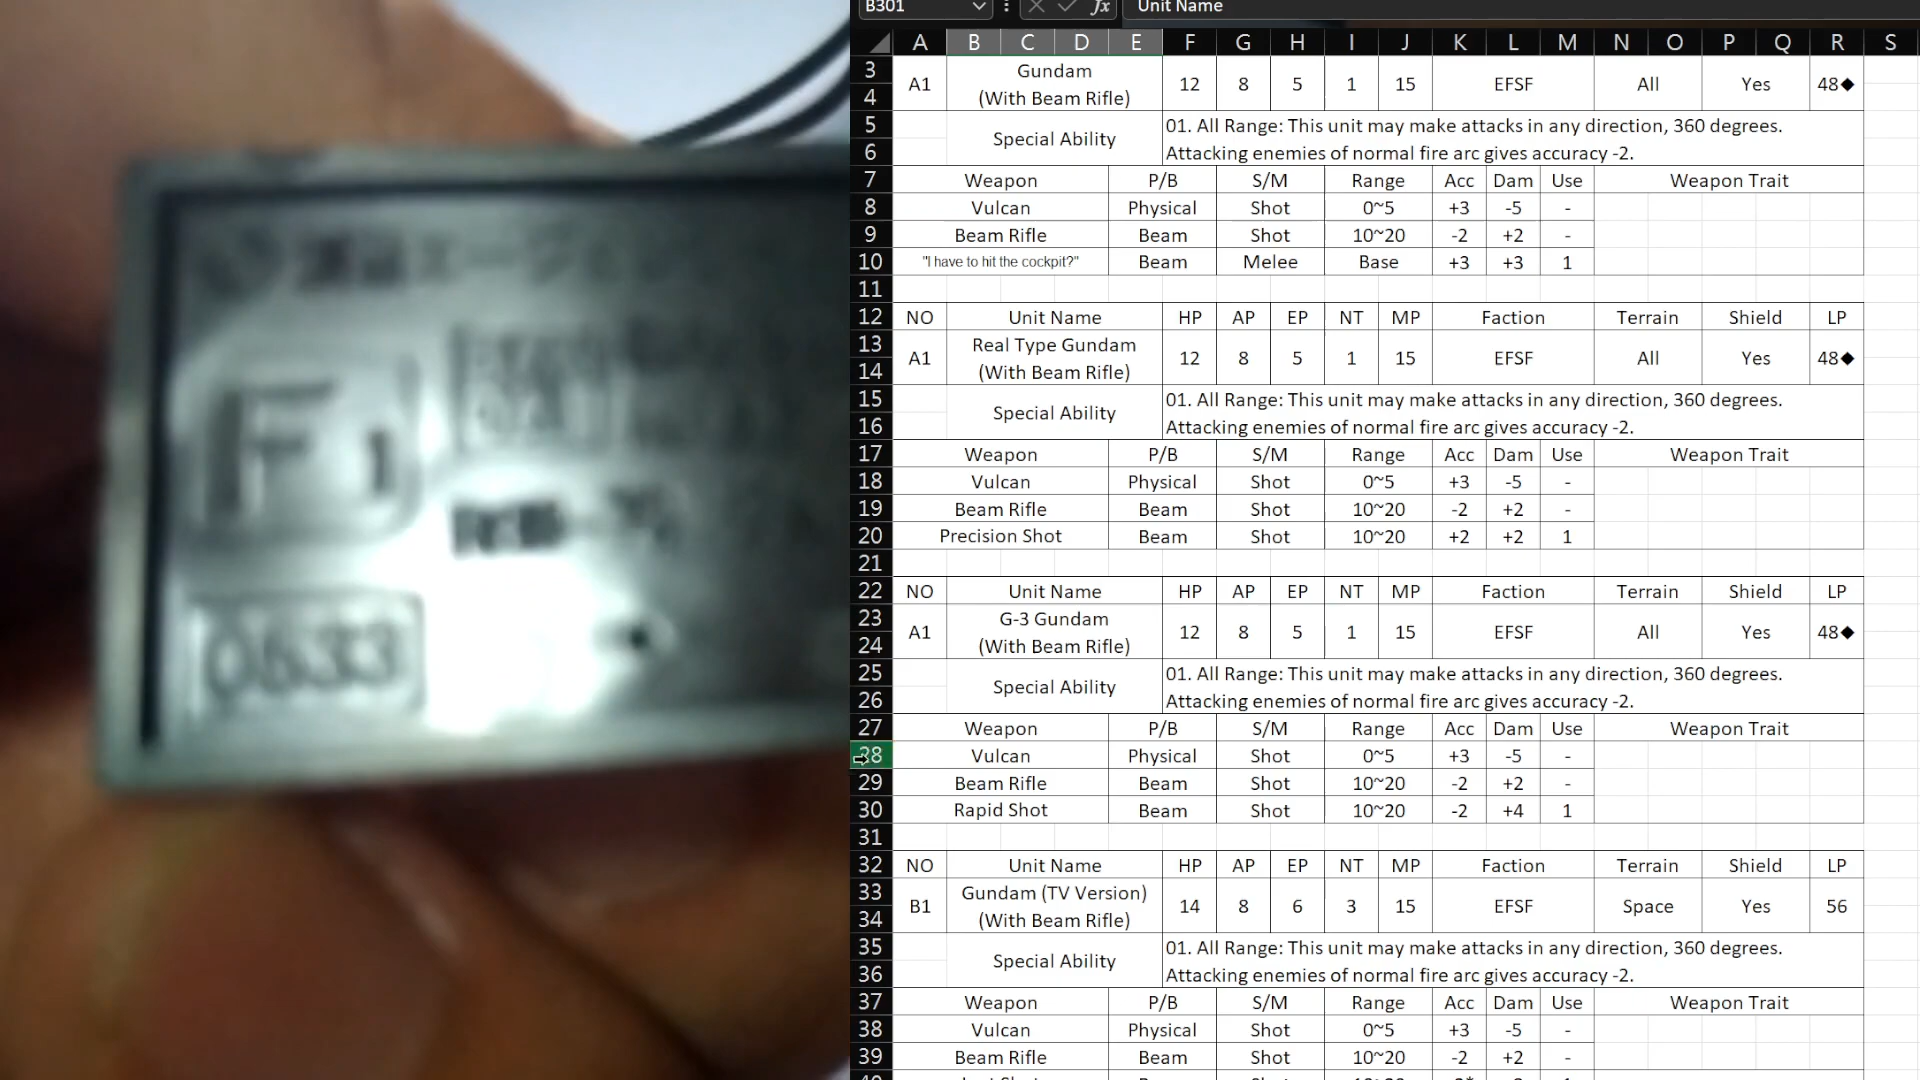 F1
0633
B301 fx Unit Name
A B C D E F G H I J K L M N O P Q R S
3 Gundam
4 A1 (With Beam Rifle) 12 8 5 1 15 EFSF All Yes 48◆
5 01. All Range: This unit may make attacks in any direction, 360 degrees.
6 Special Ability Attacking enemies of normal fire arc gives accuracy -2.
7 Weapon P/B S/M Range Acc Dam Use Weapon Trait
8 Vulcan Physical Shot 0~5 +3 -5 -
9 Beam Rifle Beam Shot 10~20 -2 +2 -
10 "I have to hit the cockpit?" Beam Melee Base +3 +3 1
11
12 NO Unit Name HP AP EP NT MP Faction Terrain Shield LP
13 Real Type Gundam
14 A1 (With Beam Rifle) 12 8 5 1 15 EFSF All Yes 48◆
15 01. All Range: This unit may make attacks in any direction, 360 degrees.
16 Special Ability Attacking enemies of normal fire arc gives accuracy -2.
17 Weapon P/B S/M Range Acc Dam Use Weapon Trait
18 Vulcan Physical Shot 0~5 +3 -5 -
19 Beam Rifle Beam Shot 10~20 -2 +2 -
20 Precision Shot Beam Shot 10~20 +2 +2 1
21
22 NO Unit Name HP AP EP NT MP Faction Terrain Shield LP
23 G-3 Gundam
24 A1 (With Beam Rifle) 12 8 5 1 15 EFSF All Yes 48◆
25 01. All Range: This unit may make attacks in any direction, 360 degrees.
26 Special Ability Attacking enemies of normal fire arc gives accuracy -2.
27 Weapon P/B S/M Range Acc Dam Use Weapon Trait
28 Vulcan Physical Shot 0~5 +3 -5 -
29 Beam Rifle Beam Shot 10~20 -2 +2 -
30 Rapid Shot Beam Shot 10~20 -2 +4 1
31
32 NO Unit Name HP AP EP NT MP Faction Terrain Shield LP
33 Gundam (TV Version)
34 B1 (With Beam Rifle) 14 8 6 3 15 EFSF Space Yes 56
35 01. All Range: This unit may make attacks in any direction, 360 degrees.
36 Special Ability Attacking enemies of normal fire arc gives accuracy -2.
37 Weapon P/B S/M Range Acc Dam Use Weapon Trait
38 Vulcan Physical Shot 0~5 +3 -5 -
39 Beam Rifle Beam Shot 10~20 -2 +2 -